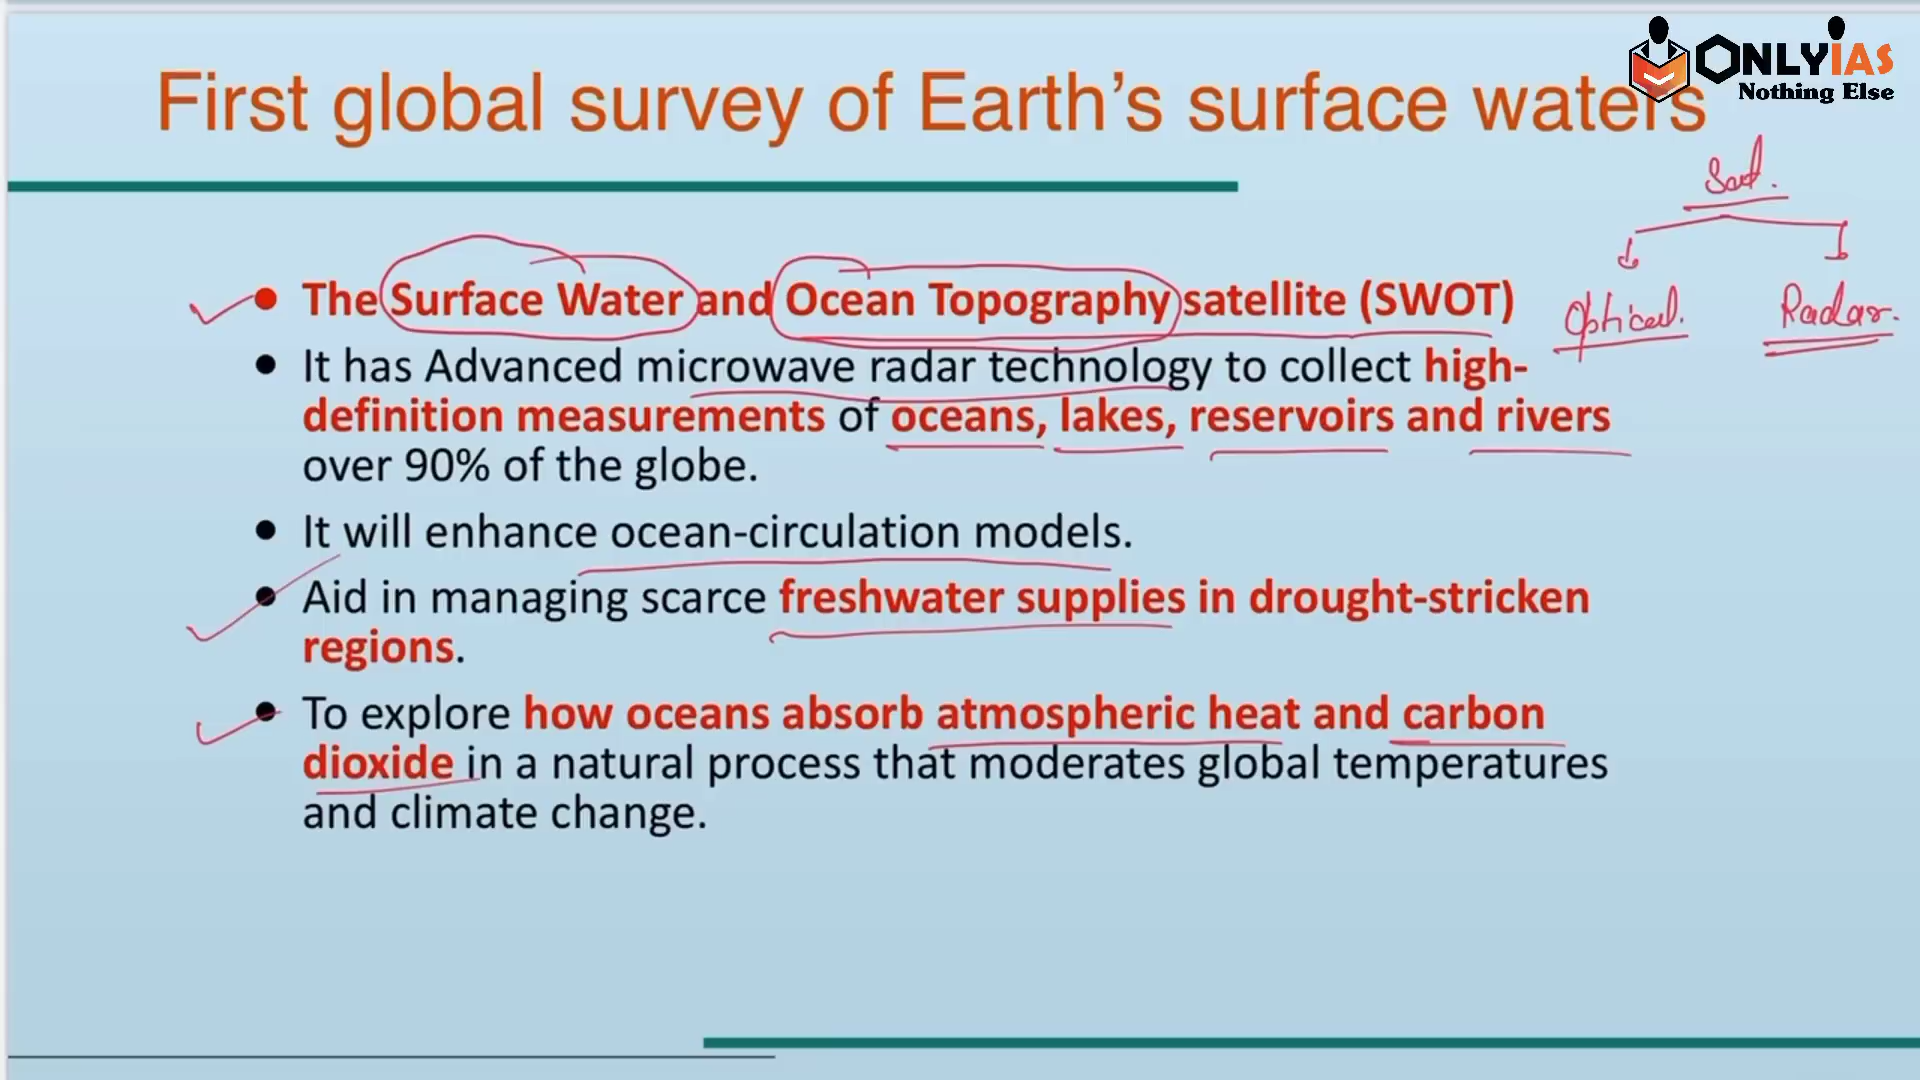 ONLYIAS
Nothing Else
First global survey of Earth's surface waters
Sat.
Optical.
Radar.
• The Surface Water and Ocean Topography satellite (SWOT)
• It has Advanced microwave radar technology to collect high-
definition measurements of oceans, lakes, reservoirs and rivers
over 90% of the globe.
• It will enhance ocean-circulation models.
• Aid in managing scarce freshwater supplies in drought-stricken
regions.
• To explore how oceans absorb atmospheric heat and carbon
dioxide in a natural process that moderates global temperatures
and climate change.